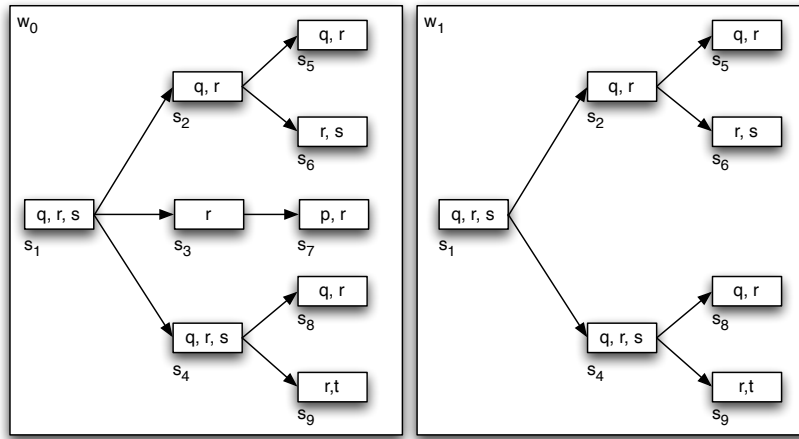 w0
q, r
s5
q, r
s2
r, s
s6
q, r, s
s1
r
s3
p, r
s7
q, r
s8
q, r, s
s4
r,t
s9
w1
q, r
s5
q, r
s2
r, s
s6
q, r, s
s1
q, r
s8
q, r, s
s4
r,t
s9